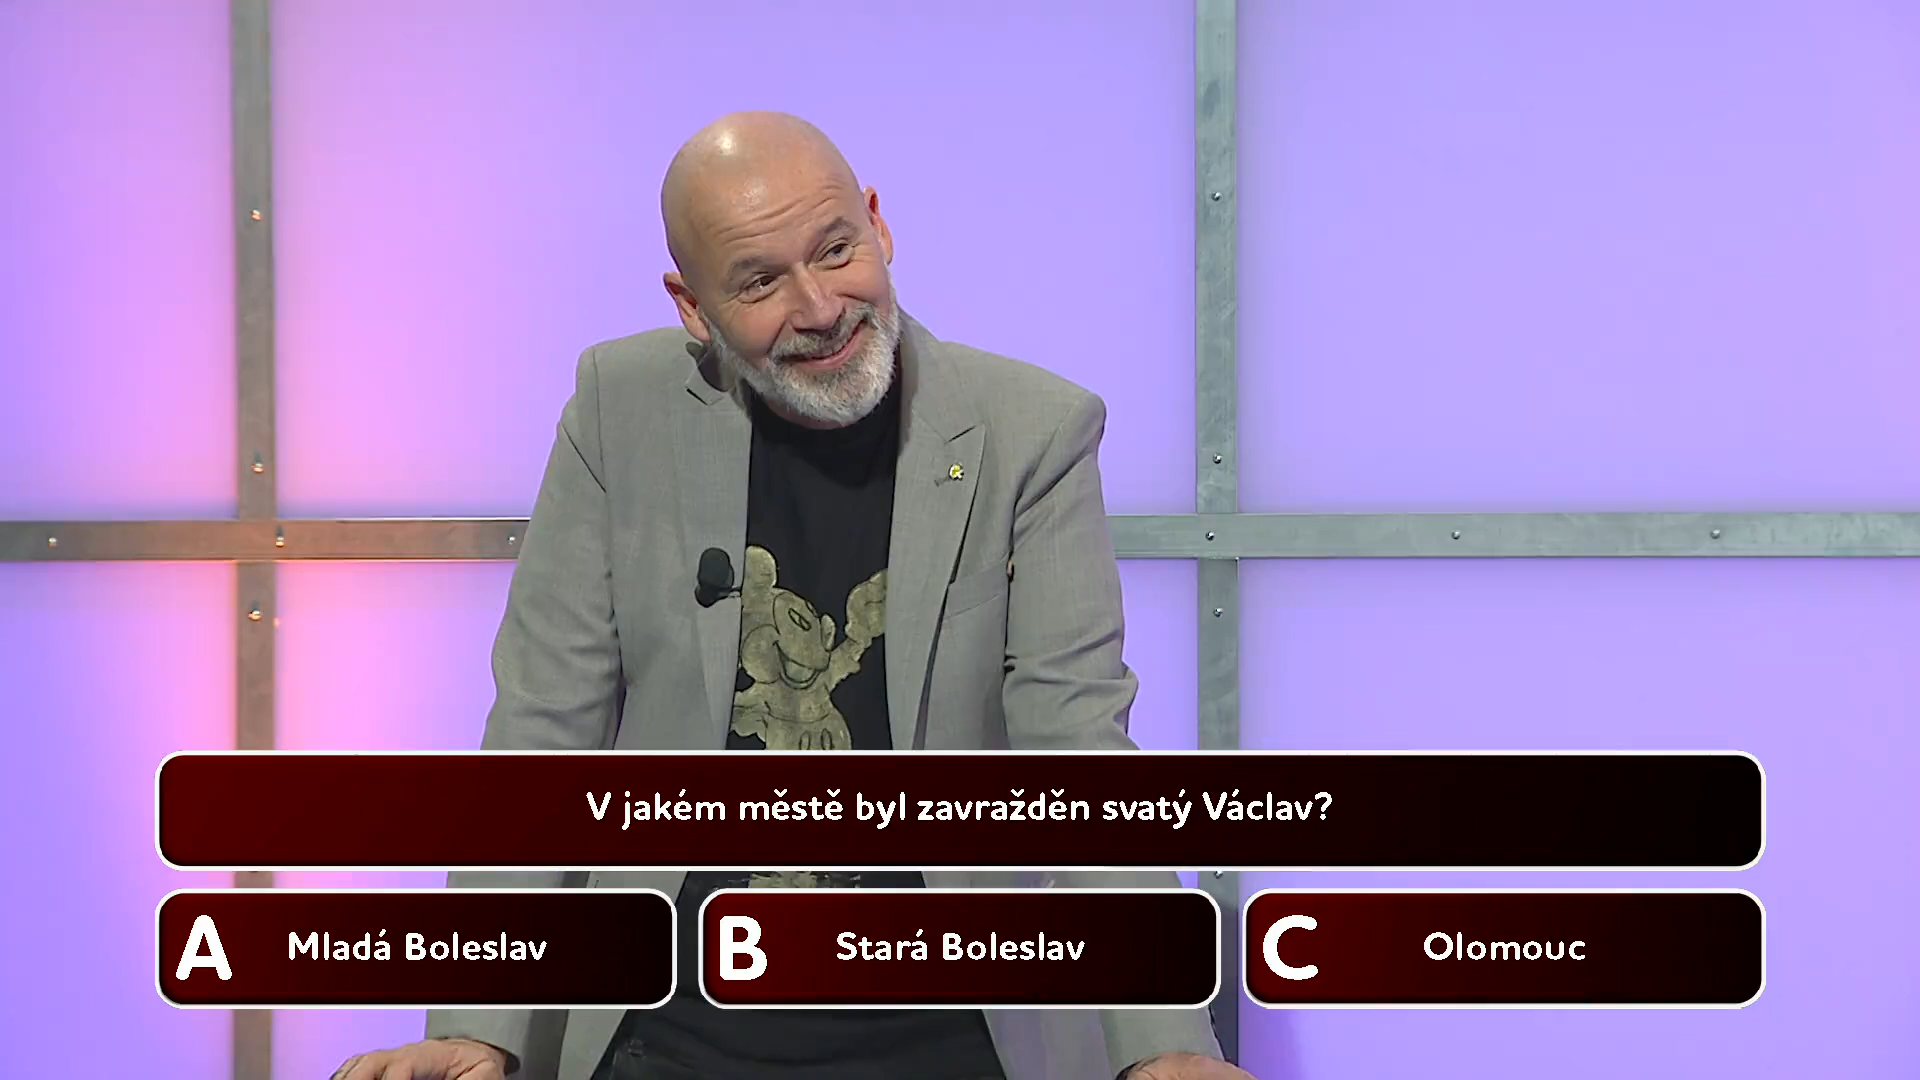 V jakém městě byl zavražděn svatý Václav?
A Mladá Boleslav
B Stará Boleslav
C Olomouc